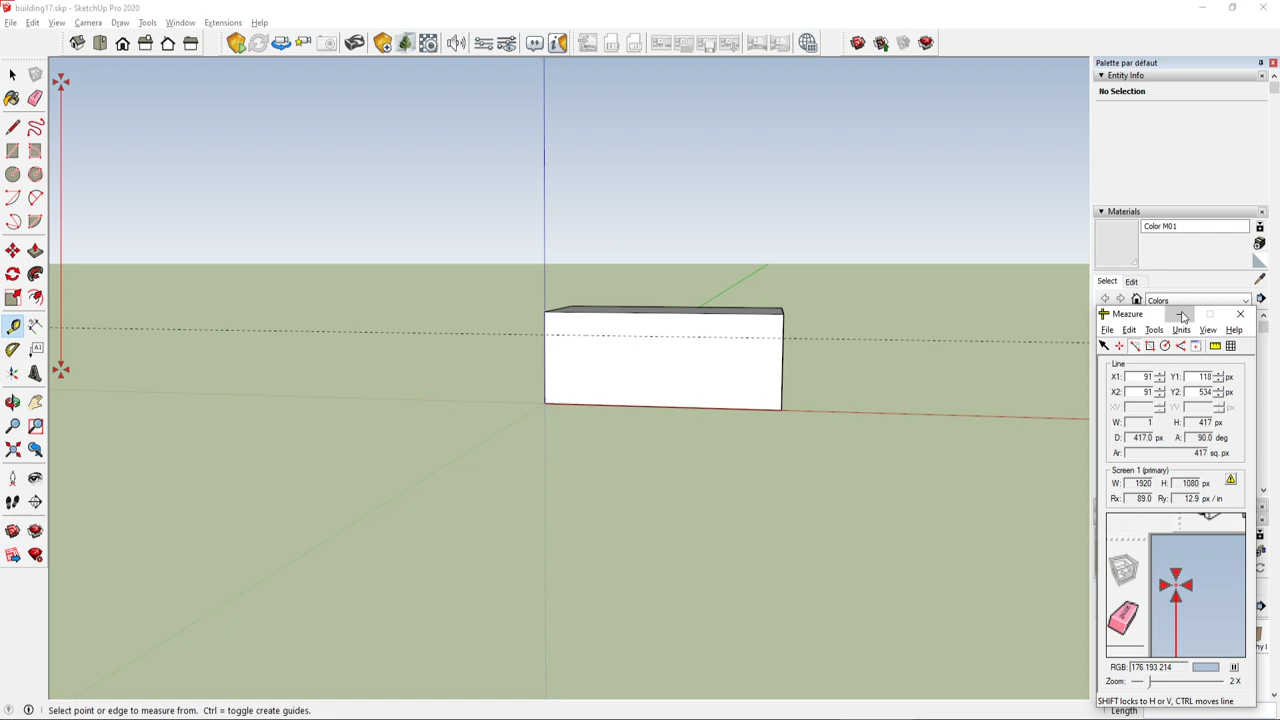 building17.skp - SketchUp Pro 2020
File Edit View Camera Draw Tools Window Extensions Help
Palette par défaut
Entity Info
No Selection
Materials
Color M01
Select Edit
Colors
Measure
File Edit Tools Units View Help
Line
X1: 91 Y1: 118 px
X2: 91 Y2: 534 px
XV: YV: px
W: 1 H: 417 px
D: 417.0 px A: 90.0 deg
Ar: 417 sq. px
Screen 1 (primary)
W: 1920 H: 1080 px
Rx: 89.0 Ry: 12.9 px / in
RGB: 176 193 214
Zoom: 2 X
SHIFT locks to H or V, CTRL moves line
Select point or edge to measure from. Ctrl = toggle create guides.
Length